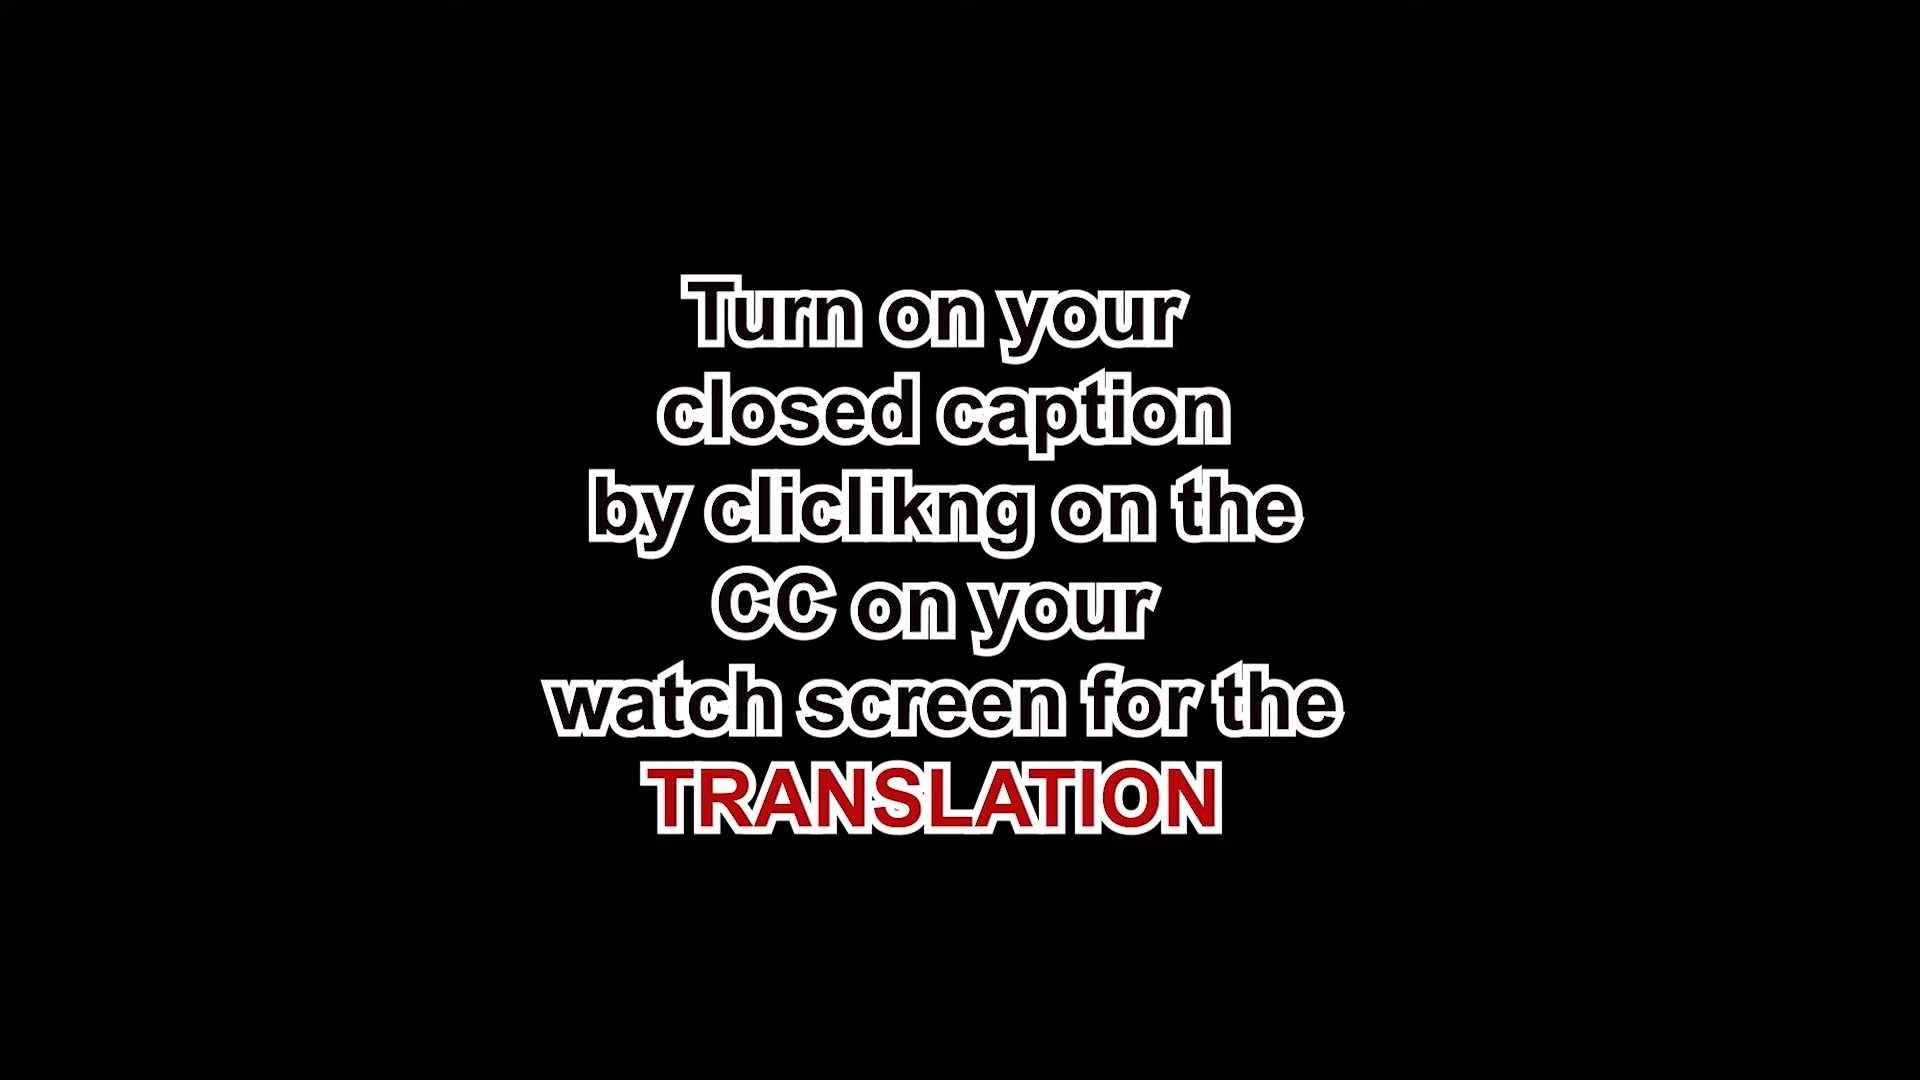 Turn on your
closed caption
by cliclikng on the
CC on your
watch screen for the
TRANSLATION